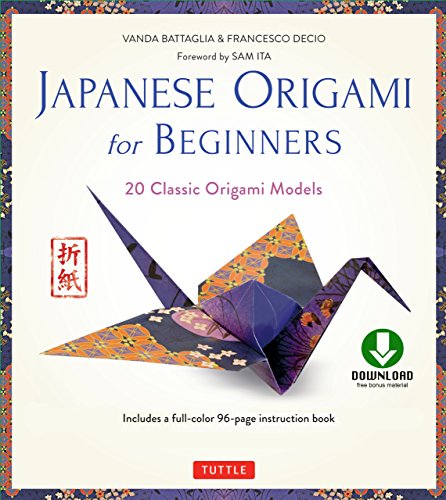 VANDA BATTAGLIA & FRANCESCO DECIO
Foreword by SAM ITA
JAPANESE ORIGAMI
for BEGINNERS
20 Classic Origami Models
折
紙
DOWNLOAD
free bonus material
Includes a full-color 96-page instruction book
TUTTLE